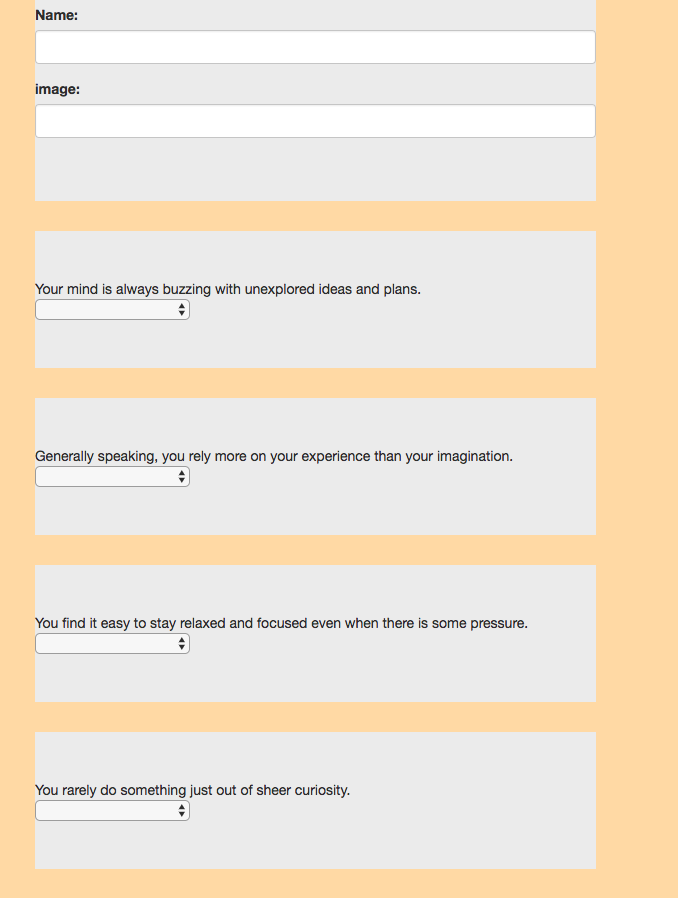 Name:
image:
Your mind is always buzzing with unexplored ideas and plans.
Generally speaking, you rely more on your experience than your imagination.
You find it easy to stay relaxed and focused even when there is some pressure.
You rarely do something just out of sheer curiosity.